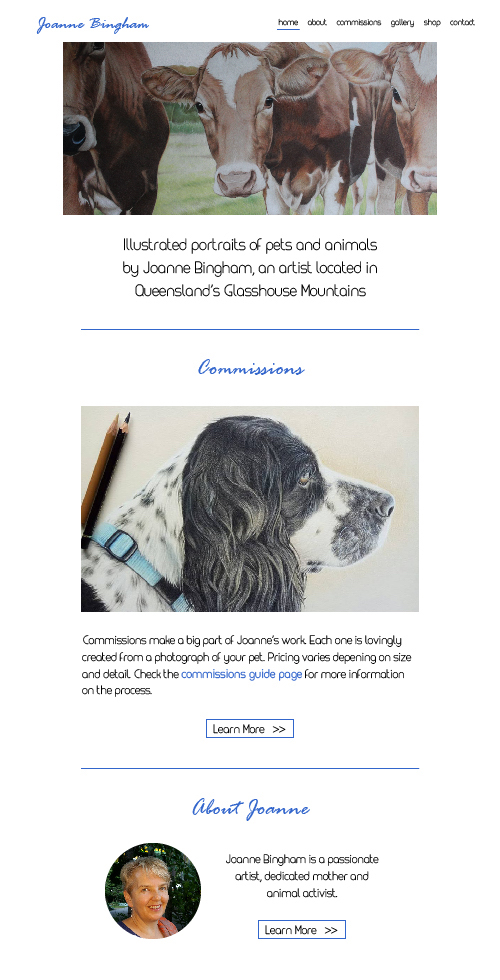 Joanne Bingham
home about commissions gallery shop contact
Illustrated portraits of pets and animals
by Joanne Bingham, an artist located in
Queensland's Glasshouse Mountains
Commissions
Commissions make a big part of Joanne's work. Each one is lovingly
created from a photograph of your pet. Pricing varies depening on size
and detail. Check the commissions guide page for more information
on the process.
Learn More >>
About Joanne
Joanne Bingham is a passionate
artist, dedicated mother and
animal activist.
Learn More >>